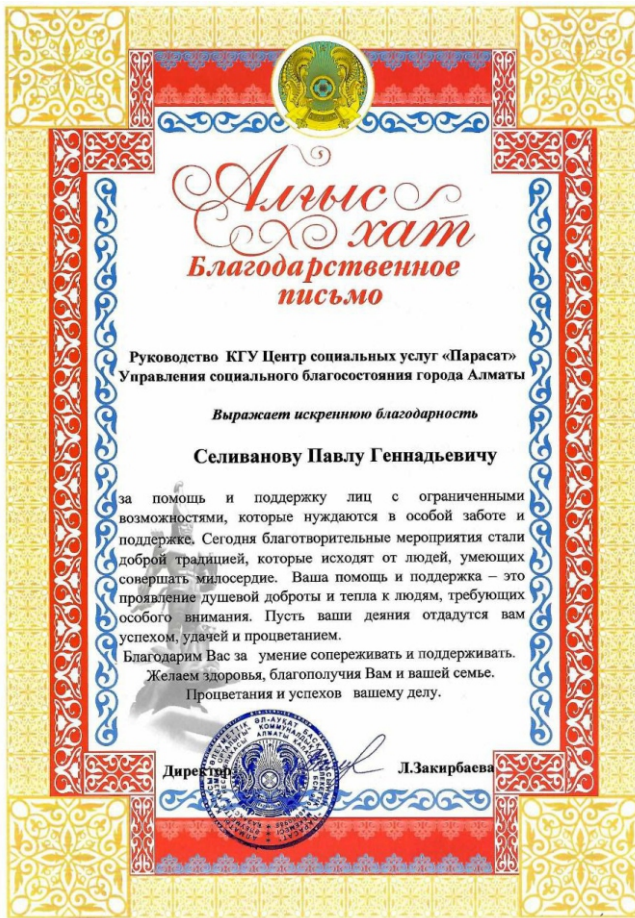 Алғыс
хат
Благодарственное
письмо
Руководство КГУ Центр социальных услуг «Парасат»
Управления социального благосостояния города Алматы
Выражает искреннюю благодарность
Селиванову Павлу Геннадьевичу
за помощь и поддержку лиц с ограниченными
возможностями, которые нуждаются в особой заботе и
поддержке. Сегодня благотворительные мероприятия стали
доброй традицией, которые исходят от людей, умеющих
совершать милосердие. Ваша помощь и поддержка – это
проявление душевой доброты и тепла к людям, требующих
особого внимания. Пусть ваши деяния отдадутся вам
успехом, удачей и процветанием.
Благодарим Вас за умение сопереживать и поддерживать.
Желаем здоровья, благополучия Вам и вашей семье.
Процветания и успехов вашему делу.
Директор Л.Закирбаева